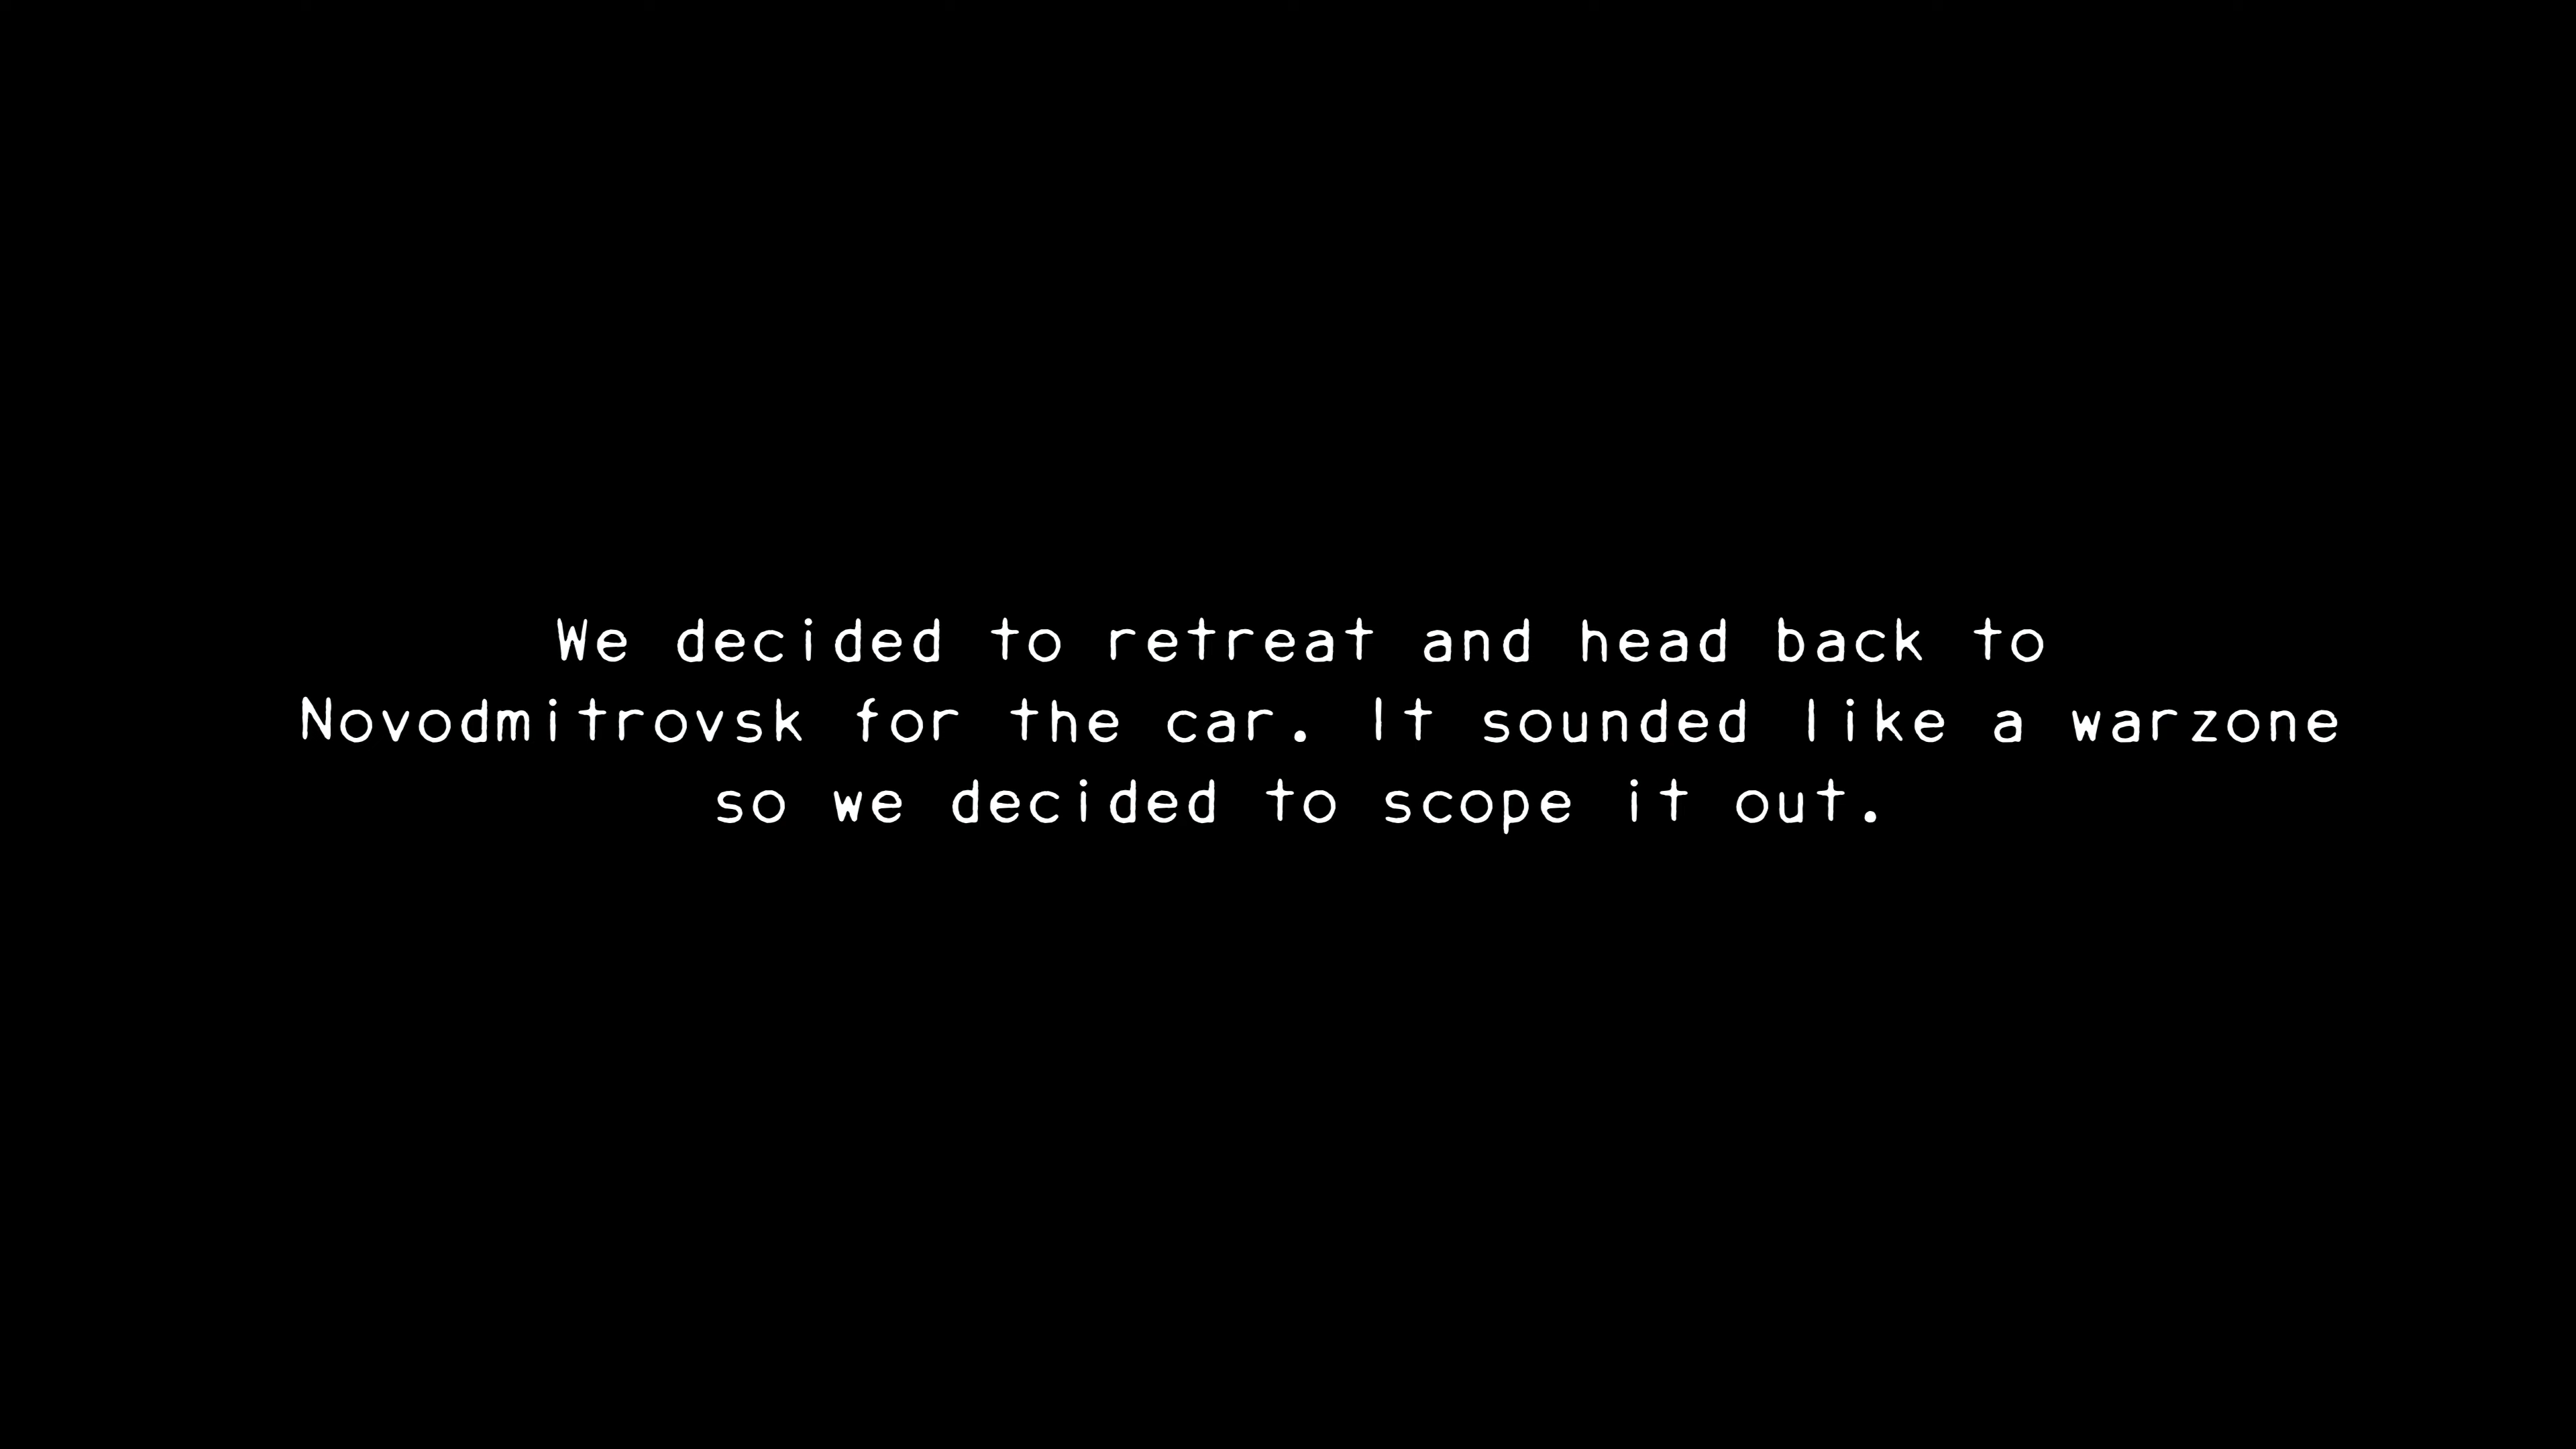 We decided to retreat and head back to
Novodmitrovsk for the car. It sounded like a warzone
so we decided to scope it out.